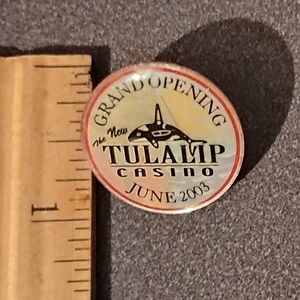 GRAND OPENING
The New
TULALIP
CASINO
JUNE 2003
1